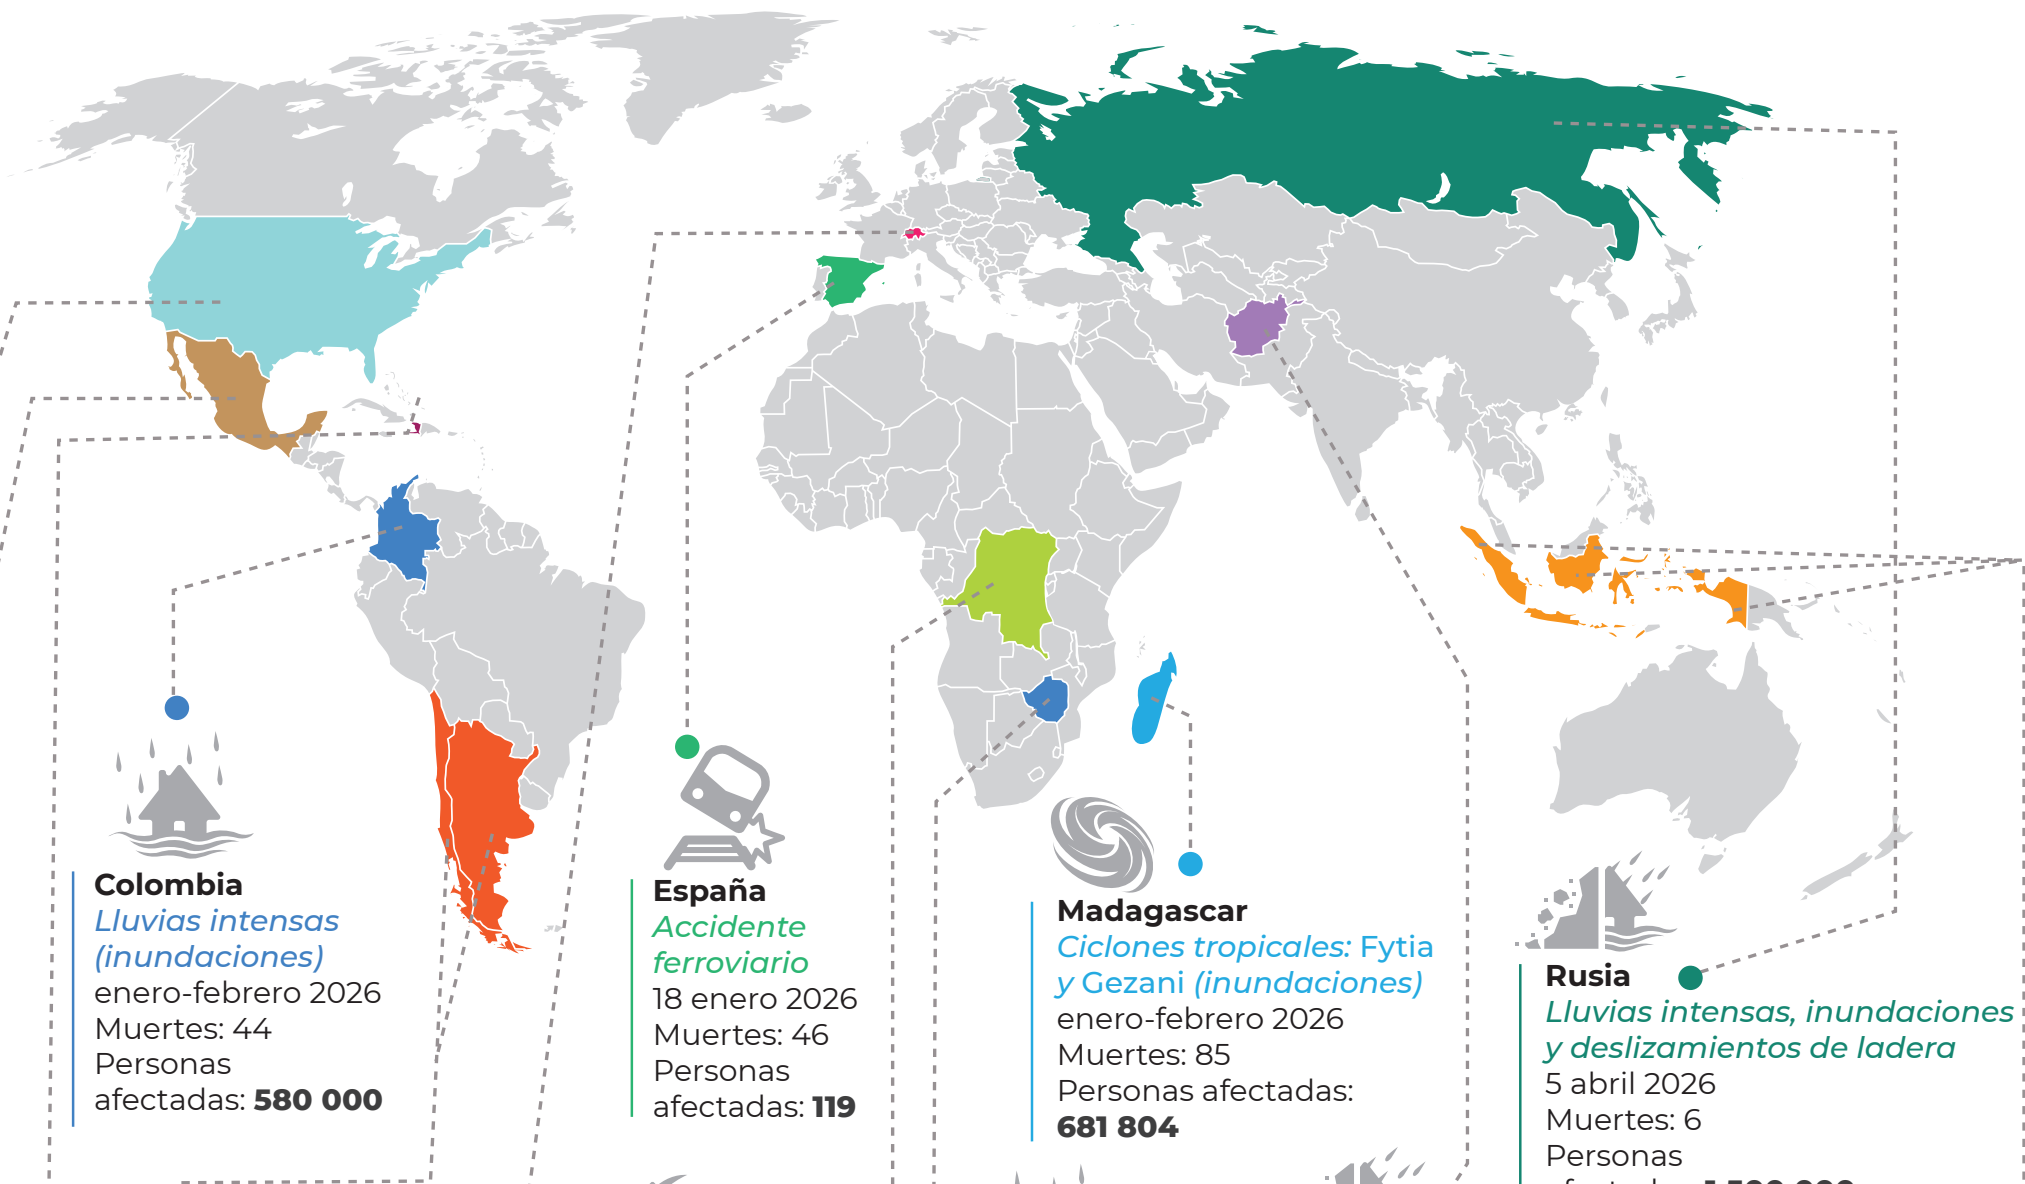 Colombia
Lluvias intensas
(inundaciones)
enero-febrero 2026
Muertes: 44
Personas
afectadas: 580 000
España
Accidente
ferroviario
18 enero 2026
Muertes: 46
Personas
afectadas: 119
Madagascar
Ciclones tropicales: Fytia
y Gezani (inundaciones)
enero-febrero 2026
Muertes: 85
Personas afectadas:
681 804
Rusia
Lluvias intensas, inundaciones
y deslizamientos de ladera
5 abril 2026
Muertes: 6
Personas